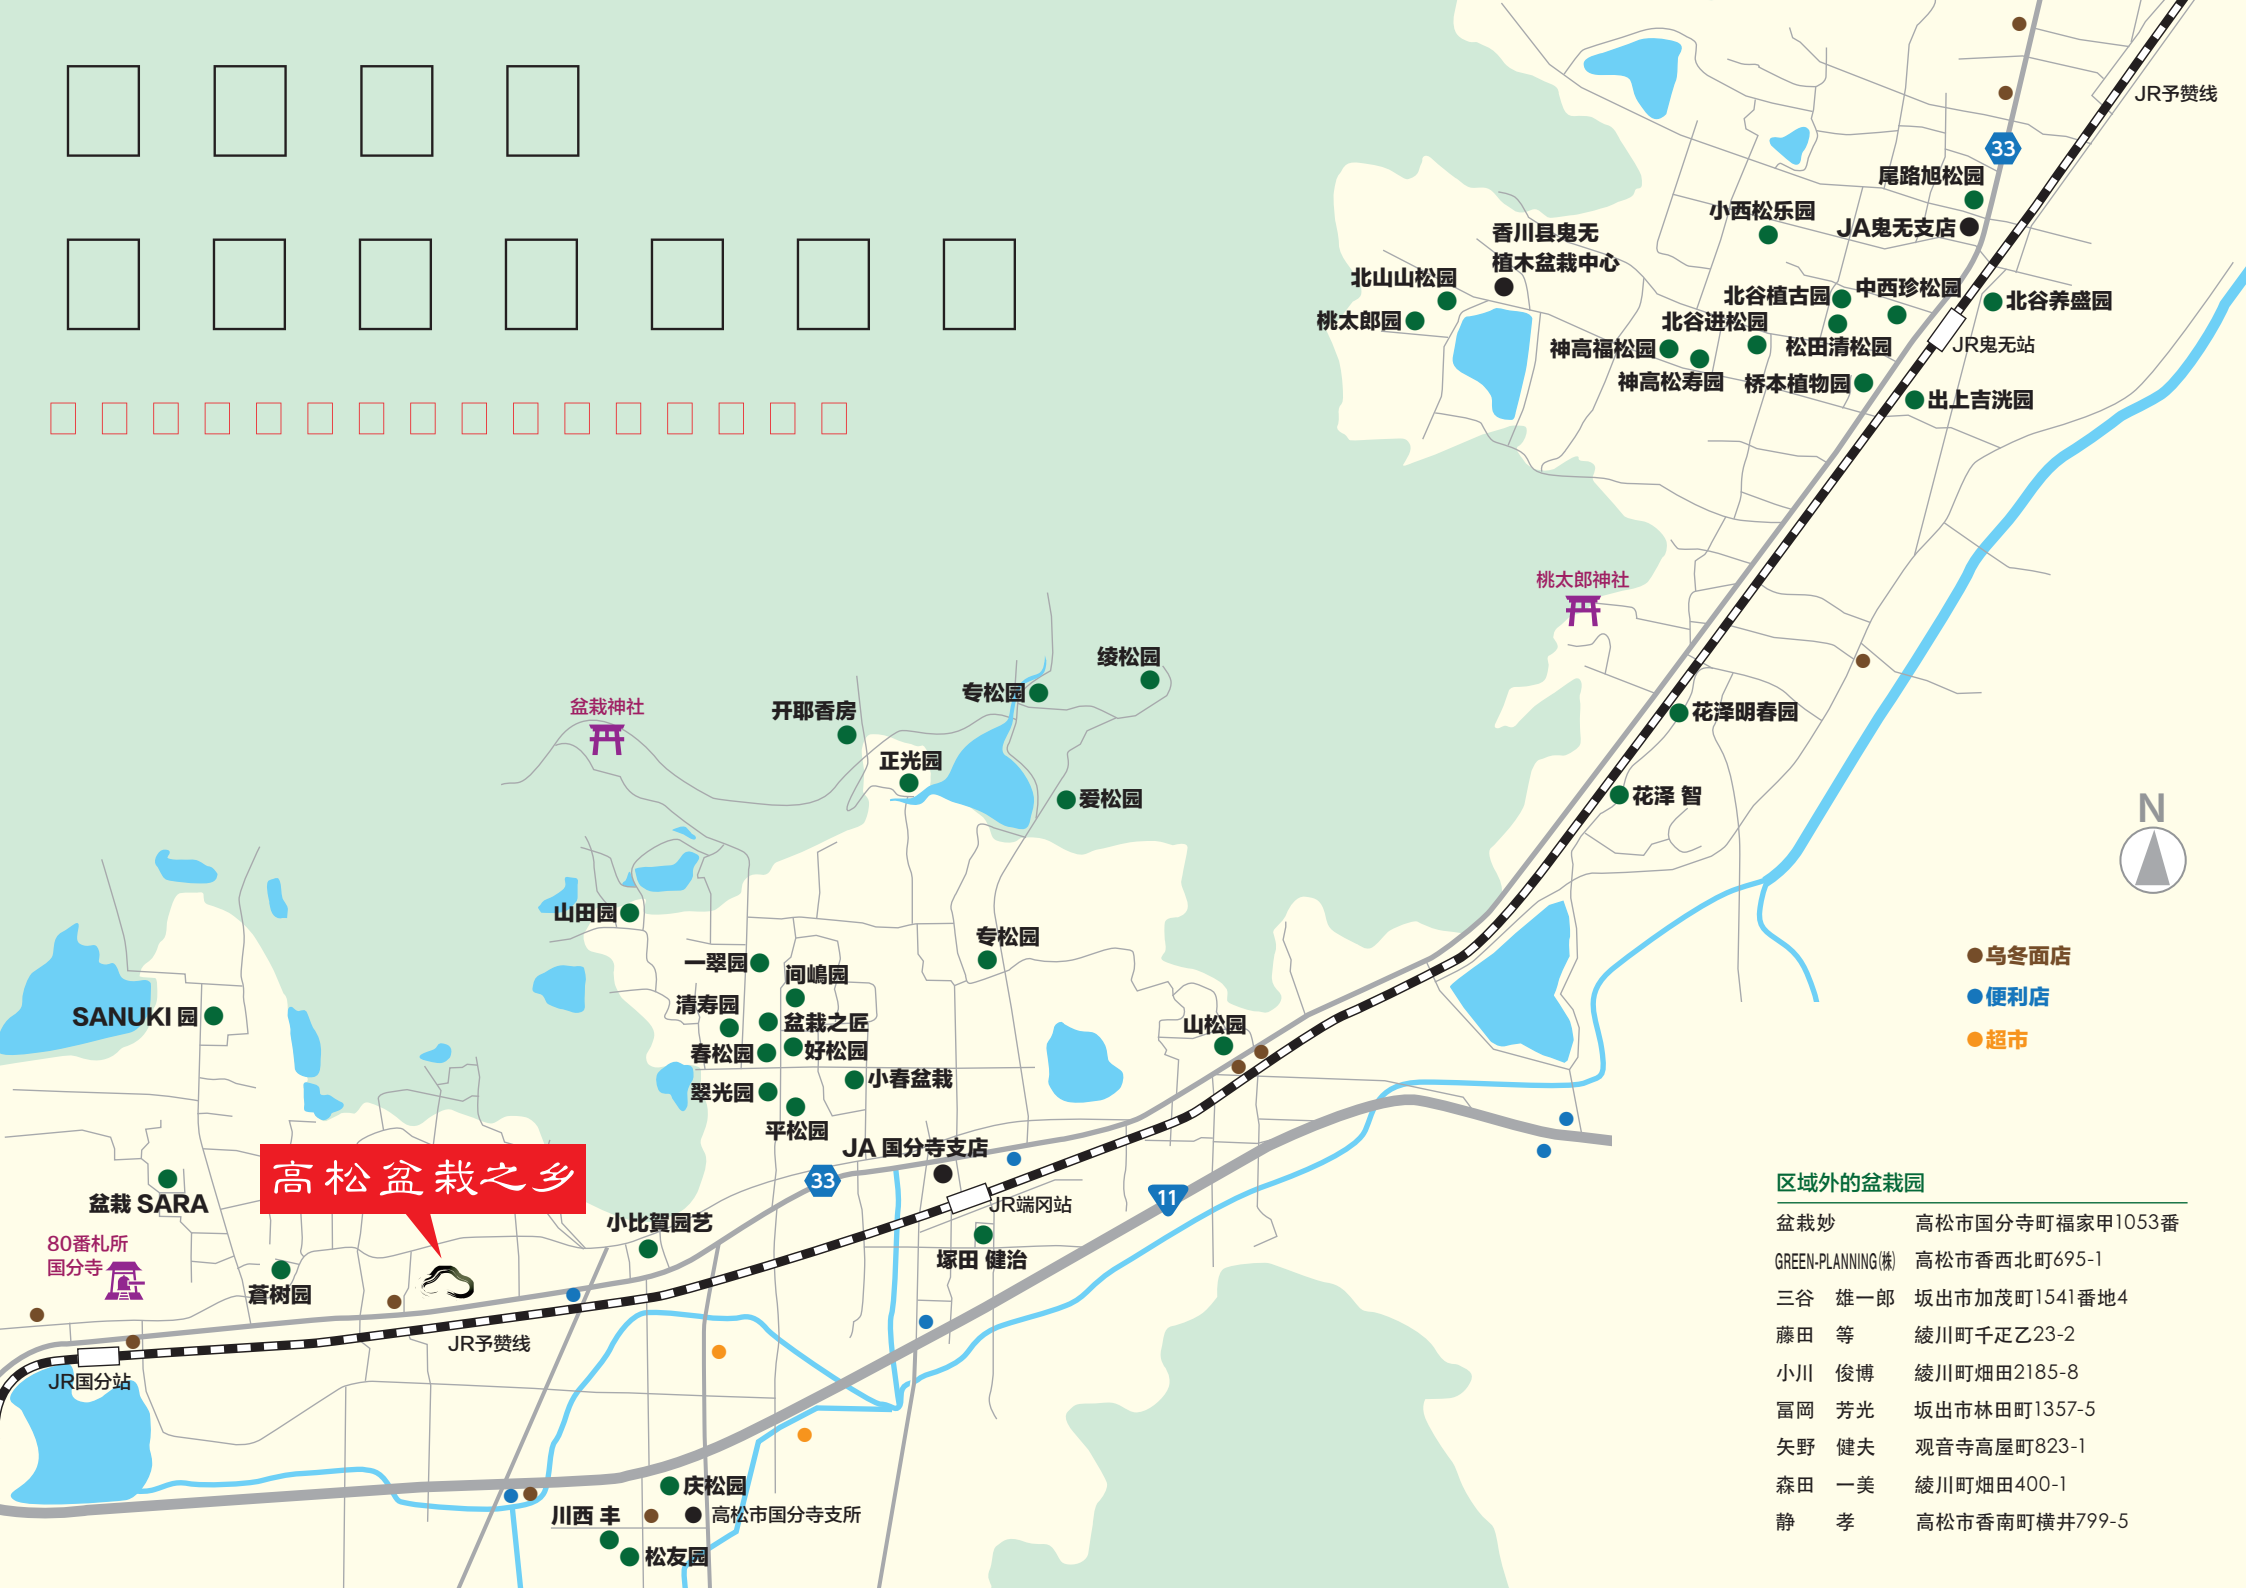 JR予赞线
33
尾路旭松园
小西松乐园
JA鬼无支店
香川县鬼无
植木盆栽中心
北山山松园
桃太郎园
北谷植古园
中西珍松园
北谷养盛园
北谷进松园
神高福松园
松田清松园
JR鬼无站
神高松寿园
桥本植物园
出上吉洸园
桃太郎神社
绫松园
专松园
盆栽神社
开耶香房
花泽明春园
正光园
爱松园
花泽 智
N
山田园
专松园
一翠园
间嶋园
乌冬面店
清寿园
SANUKI 园
盆栽之匠
山松园
便利店
春松园
好松园
超市
小春盆栽
翠光园
平松园
JA 国分寺支店
高松盆栽之乡
33
盆栽 SARA
11
JR端冈站
小比賀园艺
80番札所
国分寺
塚田 健治
蒼树园
JR予赞线
JR国分站
庆松园
川西 丰
高松市国分寺支所
松友园
区域外的盆栽园
盆栽妙 高松市国分寺町福家甲1053番
GREEN-PLANNING㈱ 高松市香西北町695-1
三谷　雄一郎 坂出市加茂町1541番地4
藤田　等 綾川町千疋乙23-2
小川　俊博 綾川町畑田2185-8
冨岡　芳光 坂出市林田町1357-5
矢野　健夫 观音寺高屋町823-1
森田　一美 綾川町畑田400-1
静　　孝 高松市香南町横井799-5